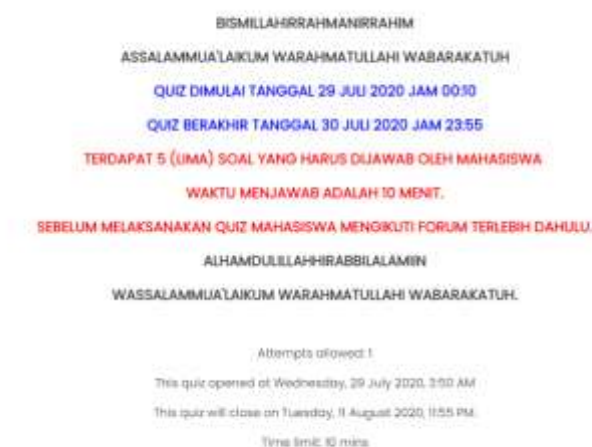 BISMILLAHIRRAHMANIRRAHIM
ASSALAMMUA'LAIKUM WARAHMATULLAHI WABARAKATUH
QUIZ DIMULAI TANGGAL 29 JULI 2020 JAM 00:10
QUIZ BERAKHIR TANGGAL 30 JULI 2020 JAM 23:55
TERDAPAT 5 (LIMA) SOAL YANG HARUS DIJAWAB OLEH MAHASISWA
WAKTU MENJAWAB ADALAH 10 MENIT.
SEBELUM MELAKSANAKAN QUIZ MAHASISWA MENGIKUTI FORUM TERLEBIH DAHULU.
ALHAMDULILLAHHIRABBILALAMIIN
WASSALAMMUA'LAIKUM WARAHMATULLAHI WABARAKATUH.
Attempts allowed: 1
This quiz opened at Wednesday, 29 July 2020, 3:50 AM
This quiz will close on Tuesday, 11 August 2020, 11:55 PM.
Time limit: 10 mins